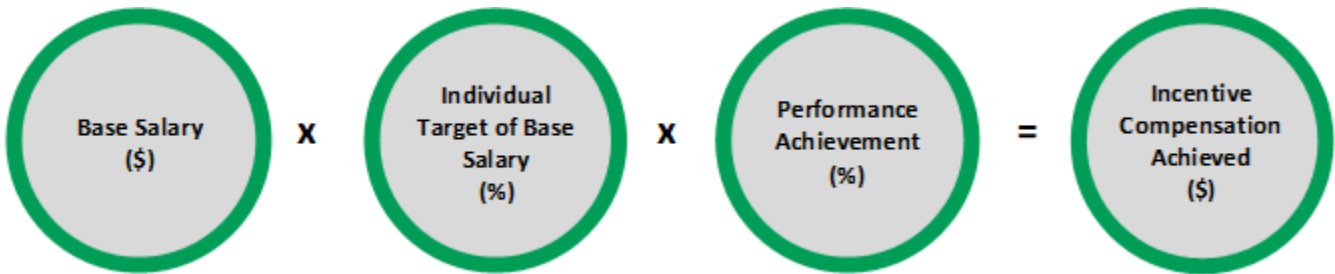 Base Salary
($)
x
Individual
Target of Base
Salary
(%)
x
Performance
Achievement
(%)
=
Incentive
Compensation
Achieved
($)